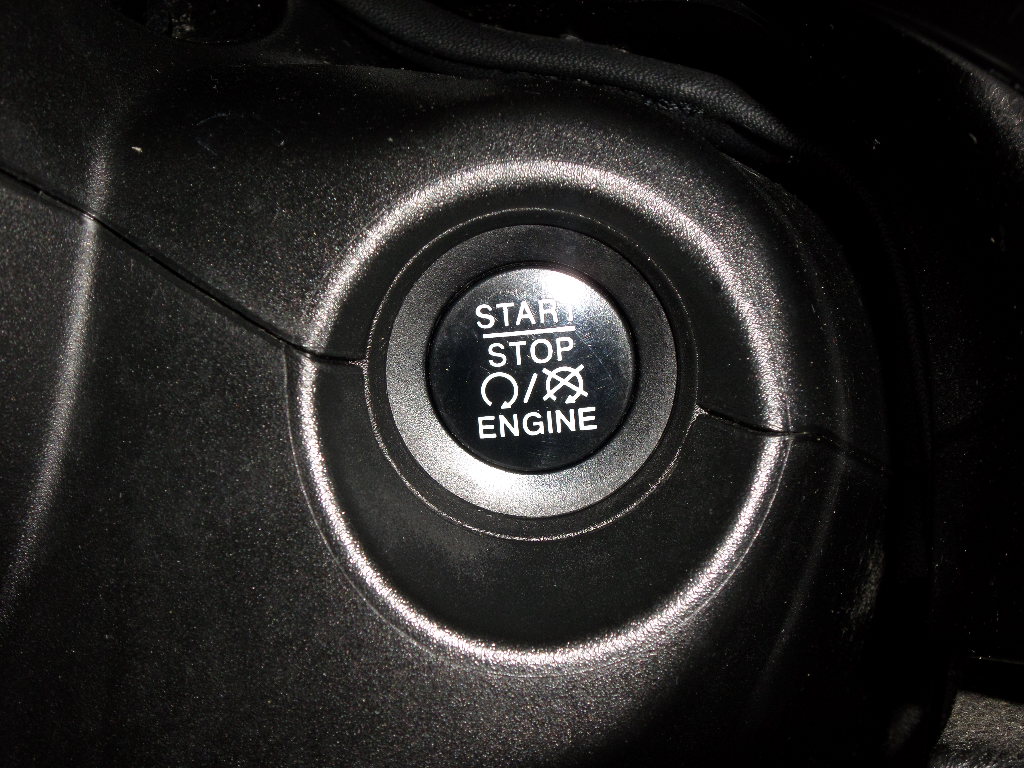 START
STOP
/
ENGINE